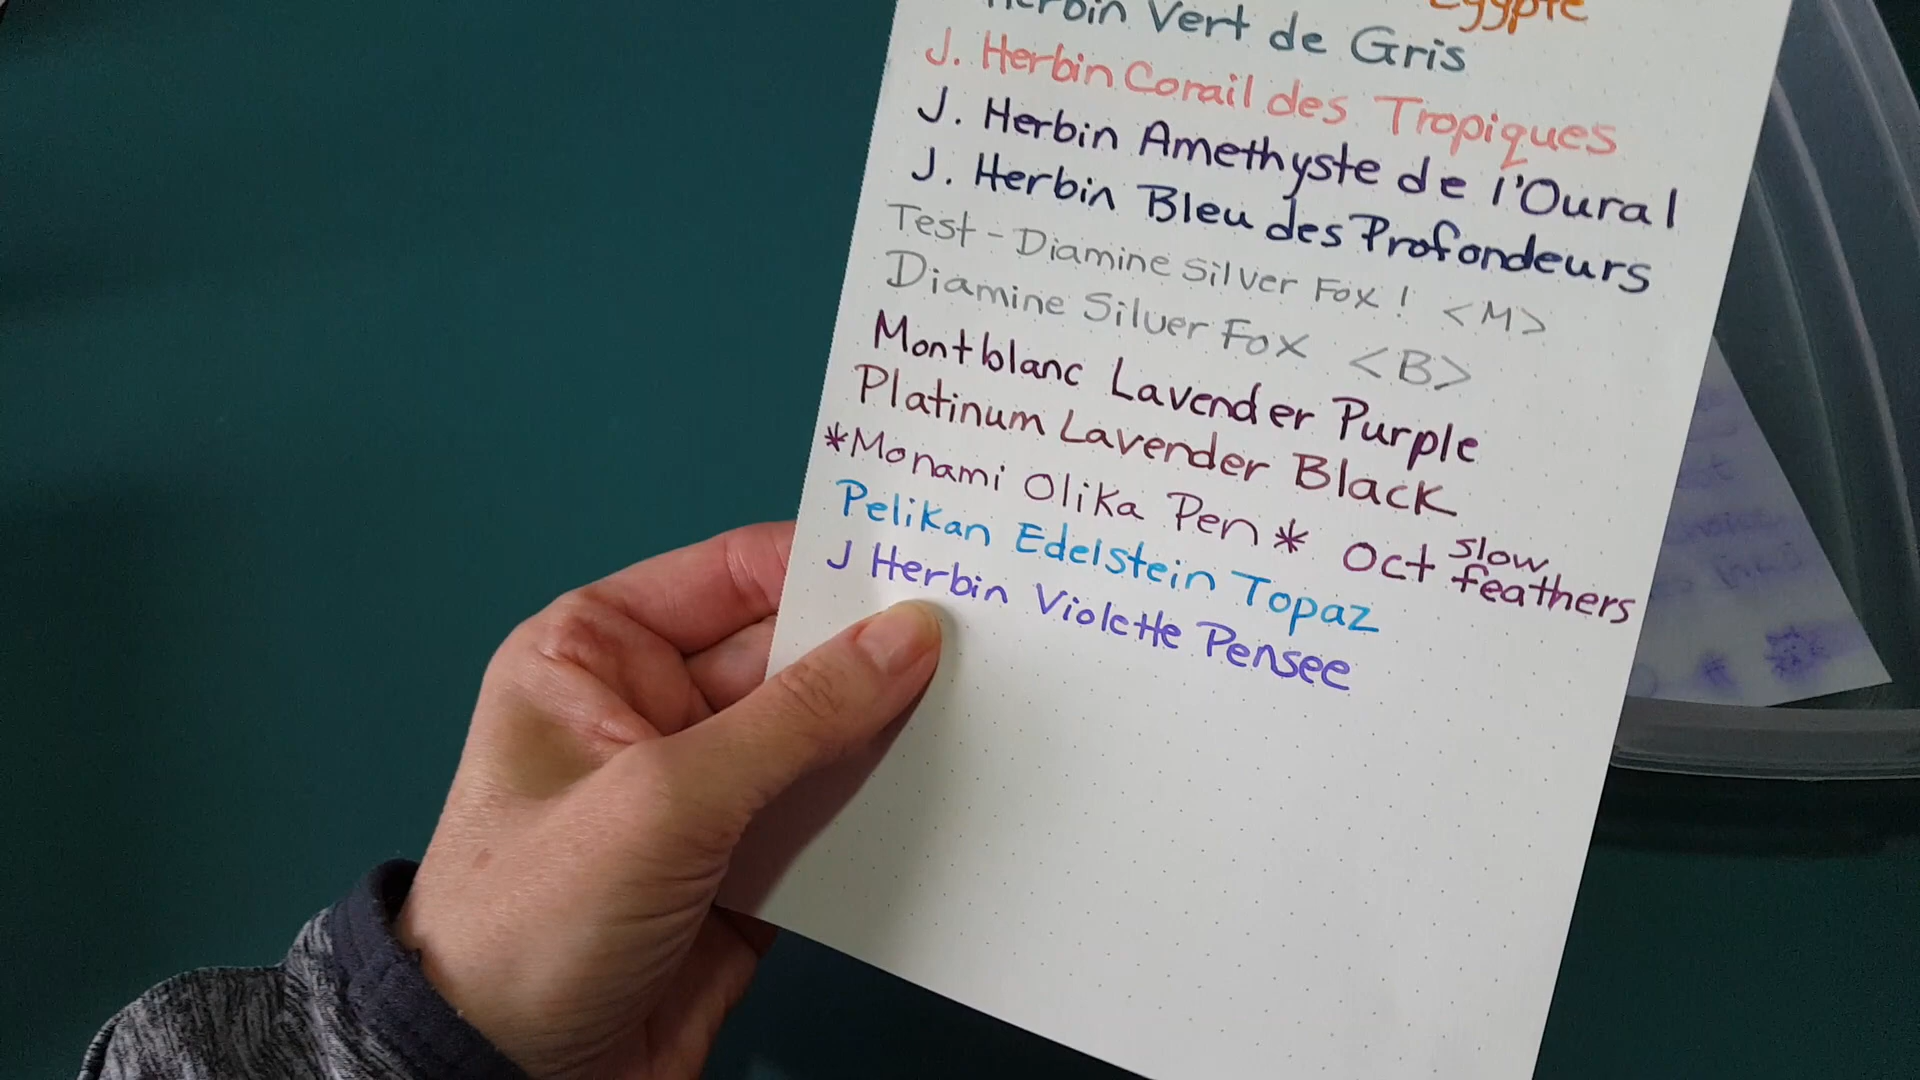 Egypte
Herbin Vert de Gris
J. Herbin Corail des Tropiques
J. Herbin Amethyste de l'Oural
J. Herbin Bleu des Profondeurs
Test - Diamine Silver Fox! <M>
Diamine Silver Fox <B>
Montblanc Lavender Purple
Platinum Lavender Black
*Monami Olika Pen* Oct slow, feathers
Pelikan Edelstein Topaz
J Herbin Violette Pensee